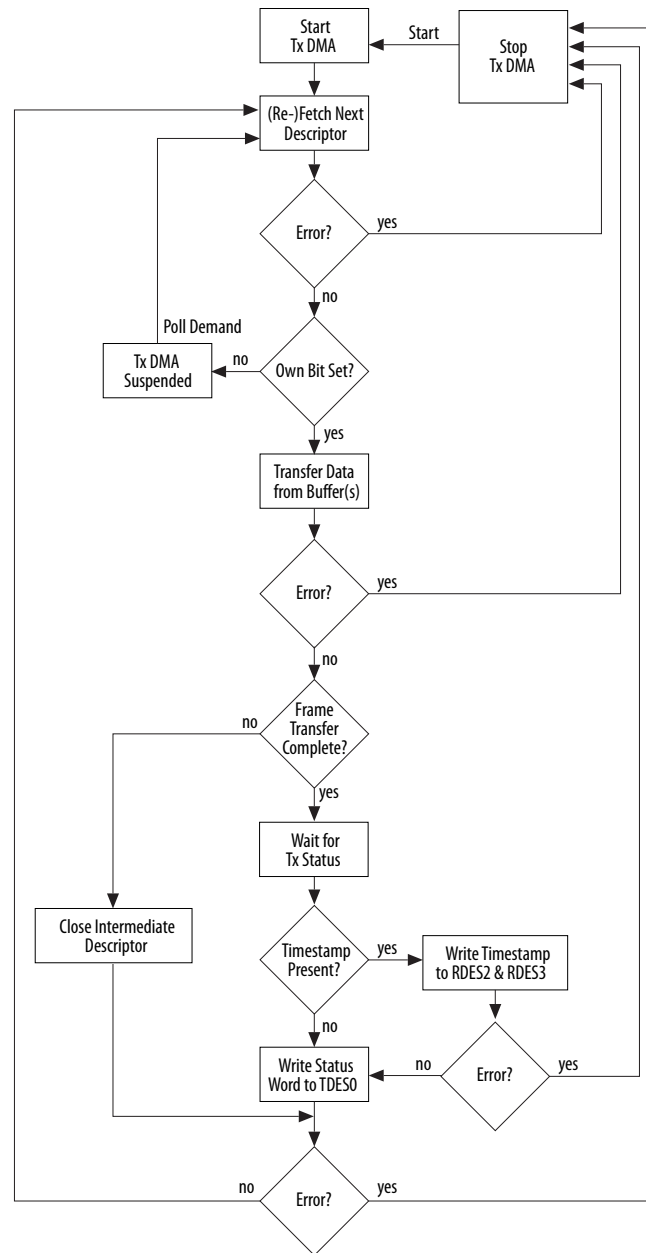 Start
Tx DMA
Start
Stop
Tx DMA
(Re-)Fetch Next
Descriptor
Error?
yes
no
Poll Demand
Tx DMA
Suspended
no
Own Bit Set?
yes
Transfer Data
from Buffer(s)
Error?
yes
no
no
Frame
Transfer
Complete?
yes
Wait for
Tx Status
Close Intermediate
Descriptor
Timestamp
Present?
yes
Write Timestamp
to RDES2 & RDES3
no
Write Status
Word to TDES0
no
Error?
yes
no
Error?
yes